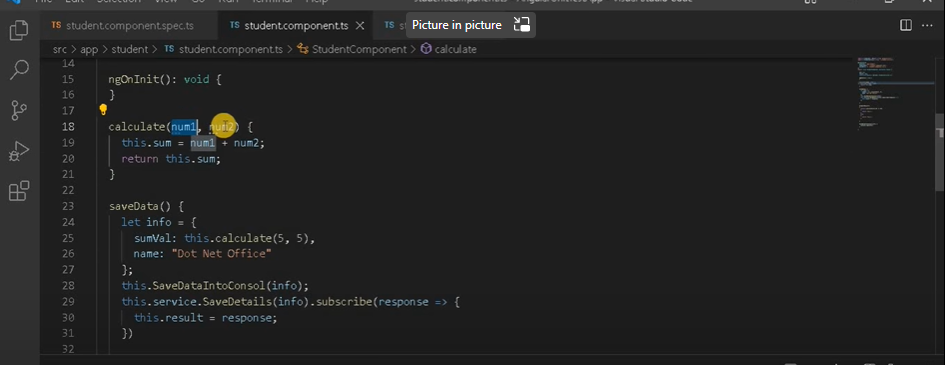 TS student.component.spec.ts TS student.component.ts × TS Picture in picture
src > app > student > TS student.component.ts > StudentComponent > calculate
14
15 ngOnInit(): void {
16 }
17
18 calculate(num1, num2) {
19 this.sum = num1 + num2;
20 return this.sum;
21 }
22
23 saveData() {
24 let info = {
25 sumVal: this.calculate(5, 5),
26 name: "Dot Net Office"
27 };
28 this.SaveDataIntoConsol(info);
29 this.service.SaveDetails(info).subscribe(response => {
30 this.result = response;
31 })
32